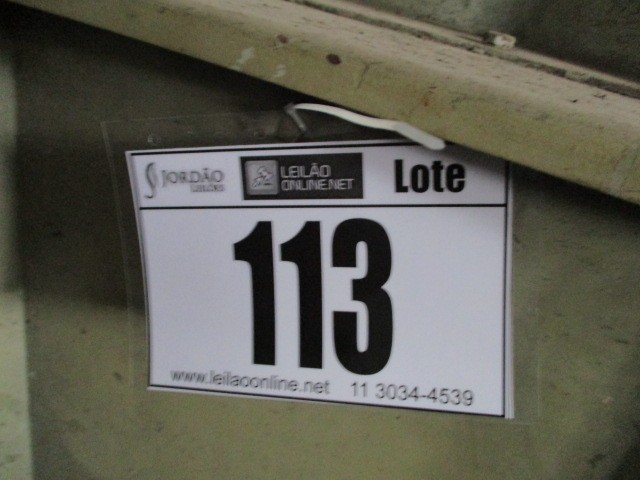 JORDÃO LEILÕES LEILÃO ONLINE.NET Lote
113
www.leilaoonline.net 11 3034-4539